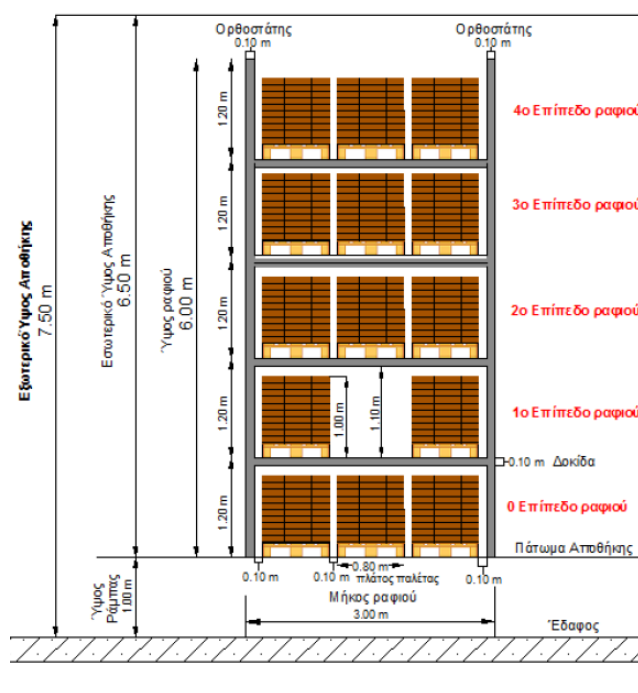 Ορθοστάτης
0.10 m
Ορθοστάτης
0.10 m
Εξωτερικό Ύψος Αποθήκης
7.50 m
Εσωτερικό Ύψος Αποθήκης
6.50 m
Ύψος ραφιού
6.00 m
1.20 m
4ο Επίπεδο ραφιού
1.20 m
3ο Επίπεδο ραφιού
1.20 m
2ο Επίπεδο ραφιού
1.20 m
1.00 m
1.10 m
1ο Επίπεδο ραφιού
0.10 m Δοκίδα
1.20 m
0 Επίπεδο ραφιού
Πάτωμα Αποθήκης
0.10 m
0.10 m
0.80 m
πλάτος παλέτας
0.10 m
Ύψος
Ράμπας
1.00 m
Μήκος ραφιού
3.00 m
Έδαφος